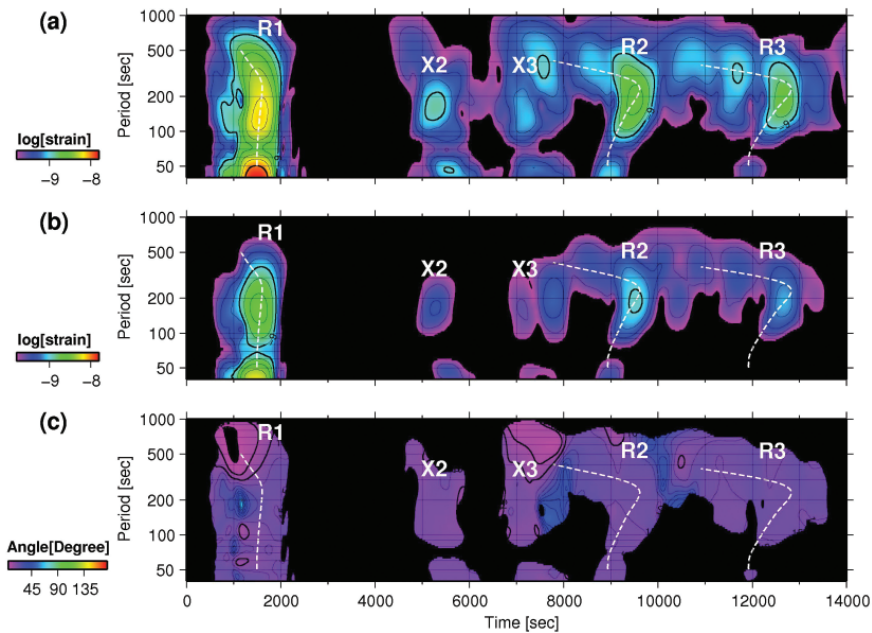 (a)
1000
500
200
100
50
Period [sec]
R1
X2
X3
R2
R3
-9
-9
log[strain]
-9 -8
(b)
1000
500
200
100
50
Period [sec]
R1
X2
X3
R2
R3
-9
log[strain]
-9 -8
(c)
1000
500
200
100
50
Period [sec]
R1
X2
X3
R2
R3
Angle[Degree]
45 90 135
0 2000 4000 6000 8000 10000 12000 14000
Time [sec]